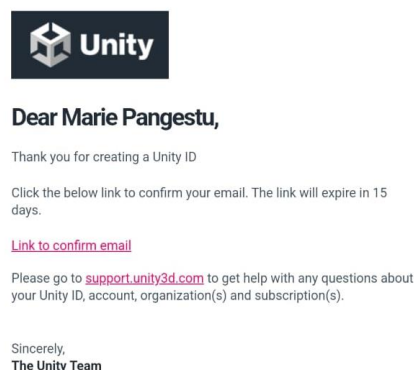 Unity
Dear Marie Pangestu,
Thank you for creating a Unity ID
Click the below link to confirm your email. The link will expire in 15
days.
Link to confirm email
Please go to support.unity3d.com to get help with any questions about
your Unity ID, account, organization(s) and subscription(s).
Sincerely,
The Unity Team